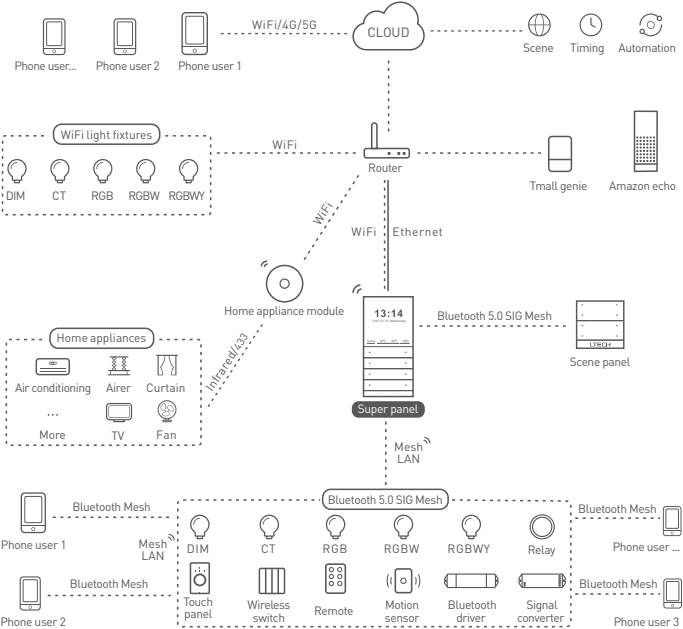 WiFi/4G/5G
CLOUD
Phone user...
Phone user 2
Phone user 1
Scene
Timing
Automation
WiFi light fixtures
WiFi
DIM
CT
RGB
RGBW
RGBWY
Router
Tmall genie
Amazon echo
WiFi
WiFi
Ethernet
Home appliance module
13:14
Bluetooth 5.0 SIG Mesh
LTECH
Scene panel
Home appliances
Infrared/433
Air conditioning
Airer
Curtain
...
More
TV
Fan
Super panel
Mesh
LAN
Bluetooth 5.0 SIG Mesh
Phone user 1
Bluetooth Mesh
Mesh
LAN
DIM
CT
RGB
RGBW
RGBWY
Relay
Bluetooth Mesh
Phone user ...
Phone user 2
Bluetooth Mesh
Touch
panel
Wireless
switch
Remote
Motion
sensor
Bluetooth
driver
Signal
converter
Bluetooth Mesh
Phone user 3